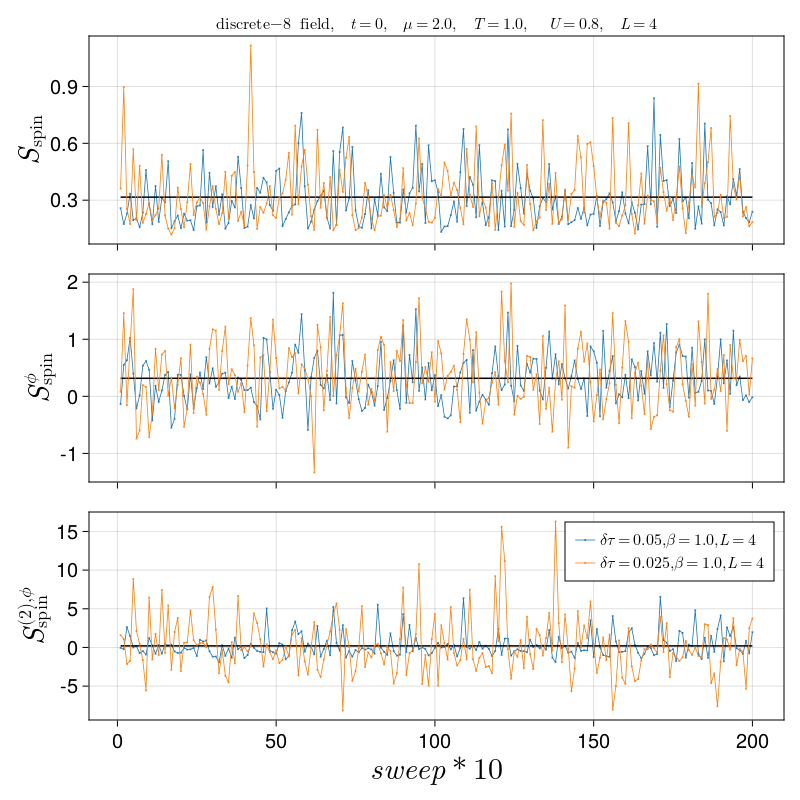 discrete−8 field, t=0, μ=2.0, T=1.0, U=0.8, L=4
S_spin
0.9
0.6
0.3
S^ϕ_spin
2
1
0
-1
S^(2),ϕ_spin
15
10
5
0
-5
δτ=0.05,β=1.0,L=4
δτ=0.025,β=1.0,L=4
0 50 100 150 200
sweep * 10